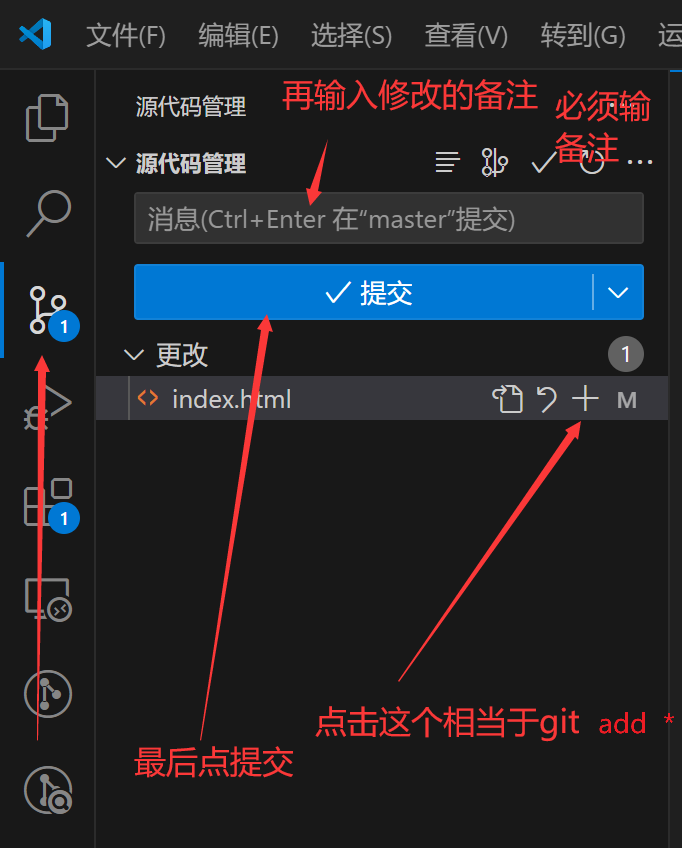 文件(F) 编辑(E) 选择(S) 查看(V) 转到(G) 运
源代码管理
再输入修改的备注
必须输
备注
源代码管理
消息(Ctrl+Enter 在“master”提交)
提交
1
更改
1
index.html
M
1
点击这个相当于git add *
最后点提交